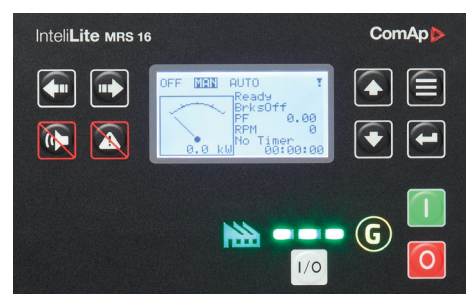 InteliLite MRS 16
ComAp
OFF MAN AUTO
Ready
BrksOff
PF 0.00
RPM 0
No Timer
0.0 kW 00:00:00
G
I
I/O
O